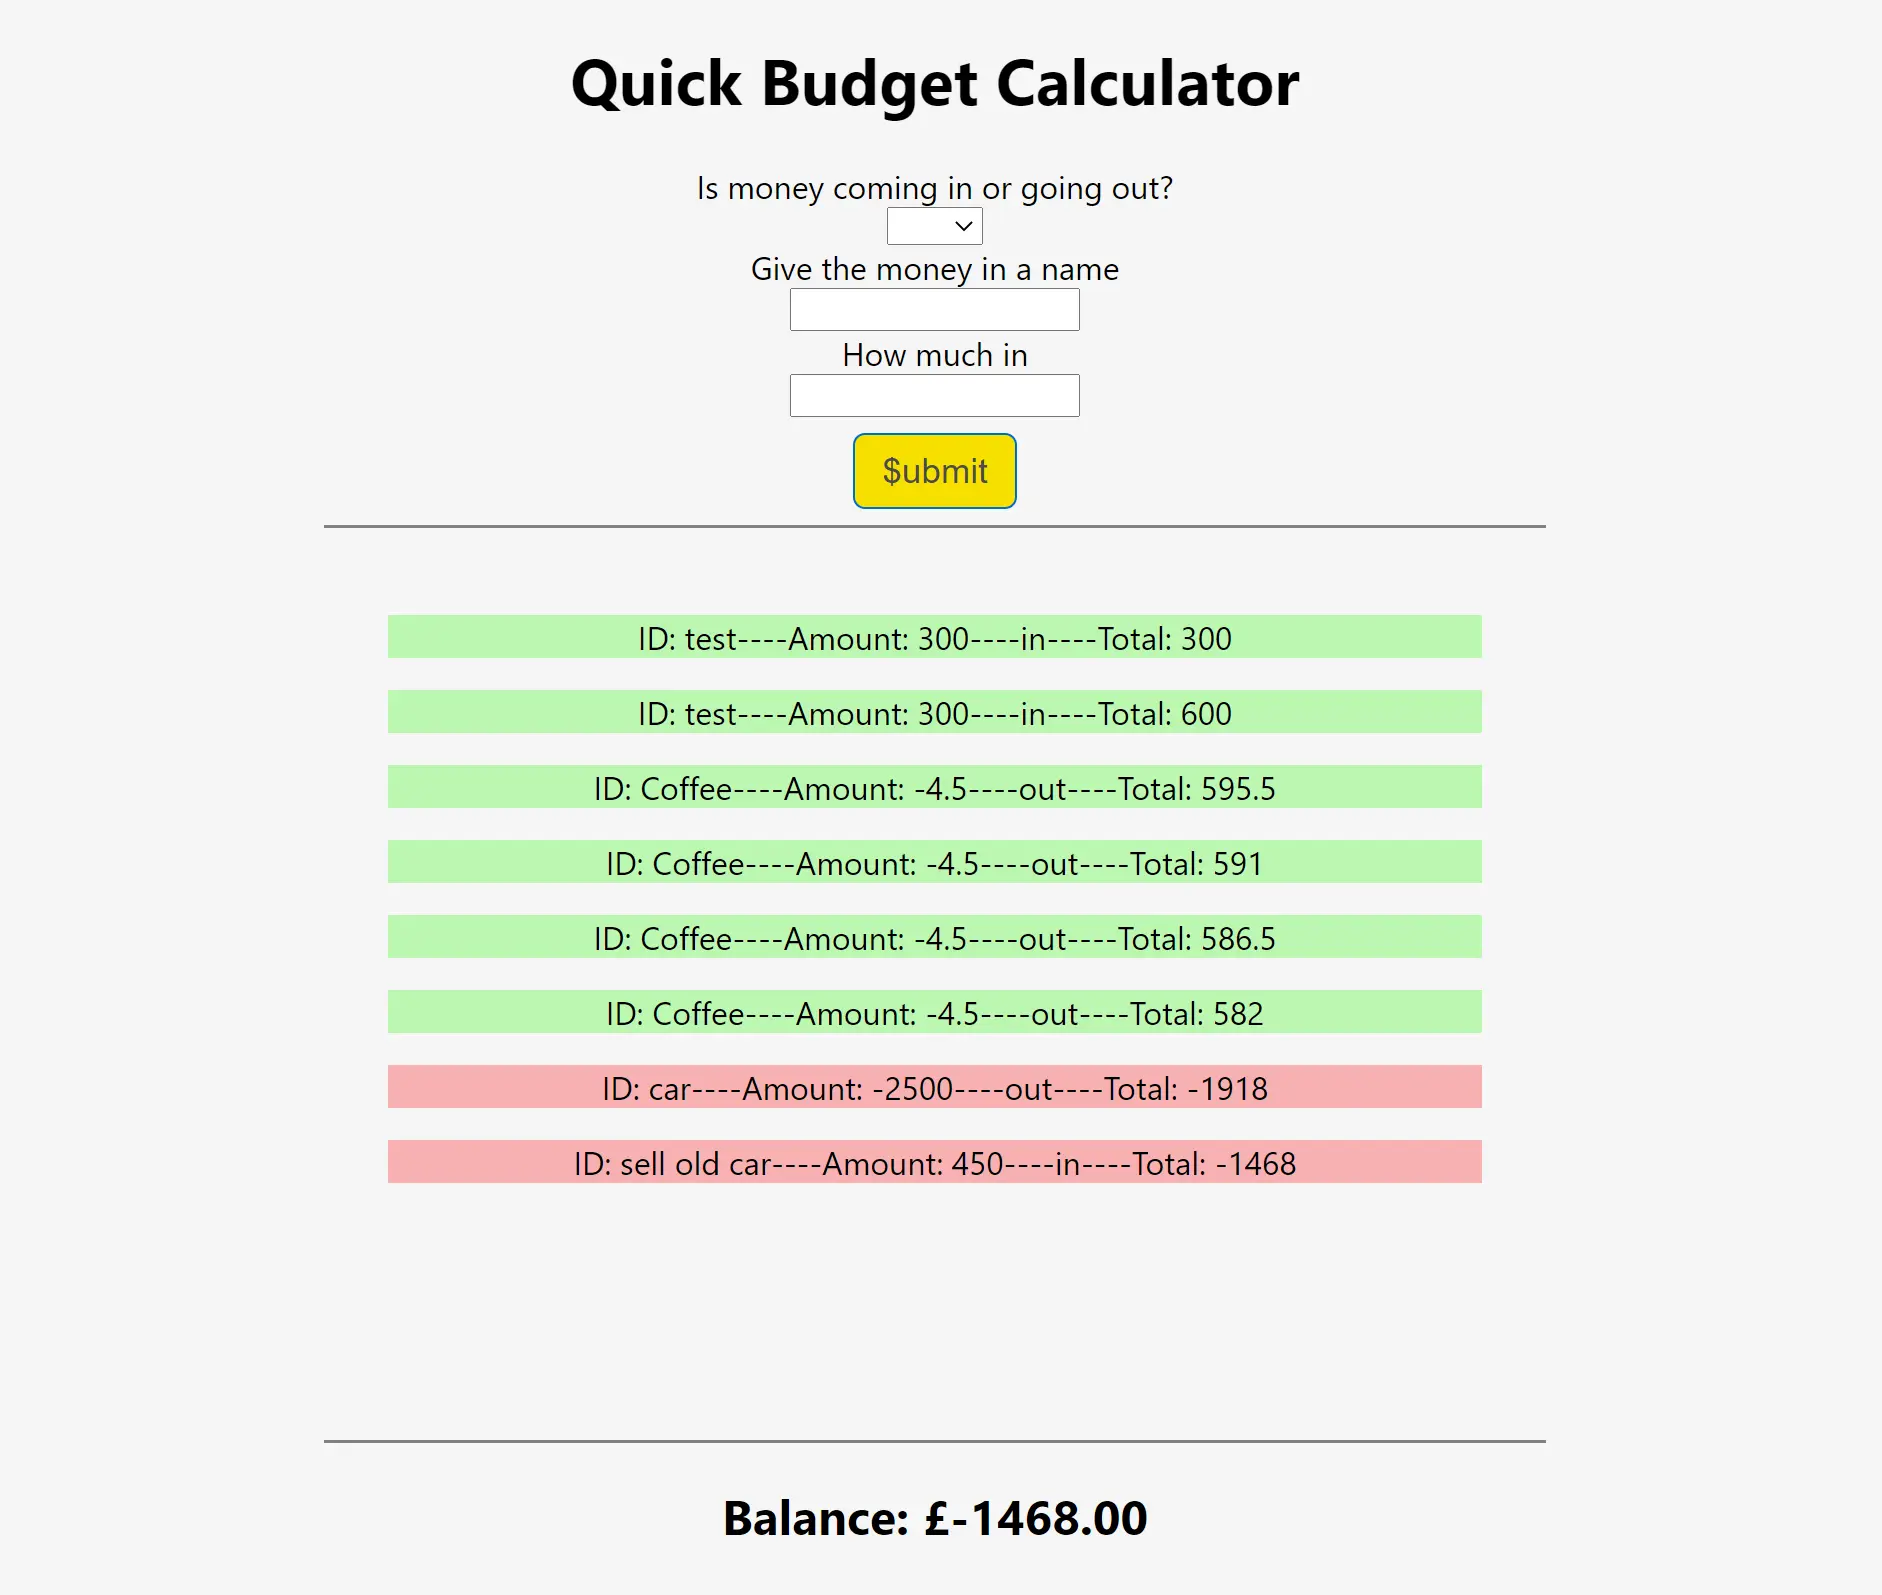 Quick Budget Calculator
Is money coming in or going out?
Give the money in a name
How much in
$ubmit
ID: test----Amount: 300----in----Total: 300
ID: test----Amount: 300----in----Total: 600
ID: Coffee----Amount: -4.5----out----Total: 595.5
ID: Coffee----Amount: -4.5----out----Total: 591
ID: Coffee----Amount: -4.5----out----Total: 586.5
ID: Coffee----Amount: -4.5----out----Total: 582
ID: car----Amount: -2500----out----Total: -1918
ID: sell old car----Amount: 450----in----Total: -1468
Balance: £-1468.00